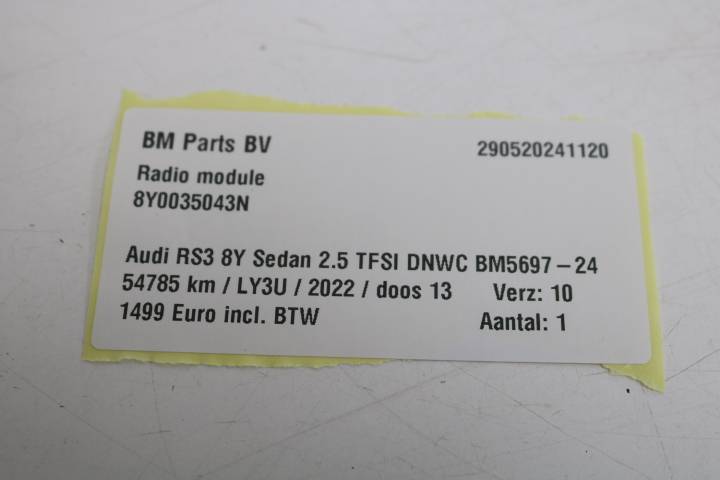 BM Parts BV 290520241120
Radio module
8Y0035043N
Audi RS3 8Y Sedan 2.5 TFSI DNWC BM5697-24
54785 km / LY3U / 2022 / doos 13 Verz: 10
1499 Euro incl. BTW Aantal: 1